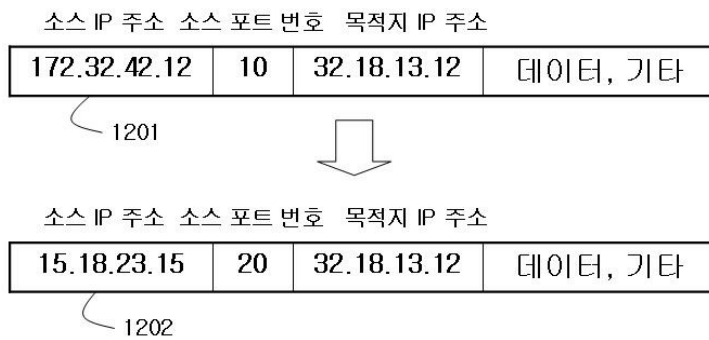 소스 IP 주소 소스 포트 번호 목적지 IP 주소
172.32.42.12 10 32.18.13.12 데이터, 기타
1201
소스 IP 주소 소스 포트 번호 목적지 IP 주소
15.18.23.15 20 32.18.13.12 데이터, 기타
1202